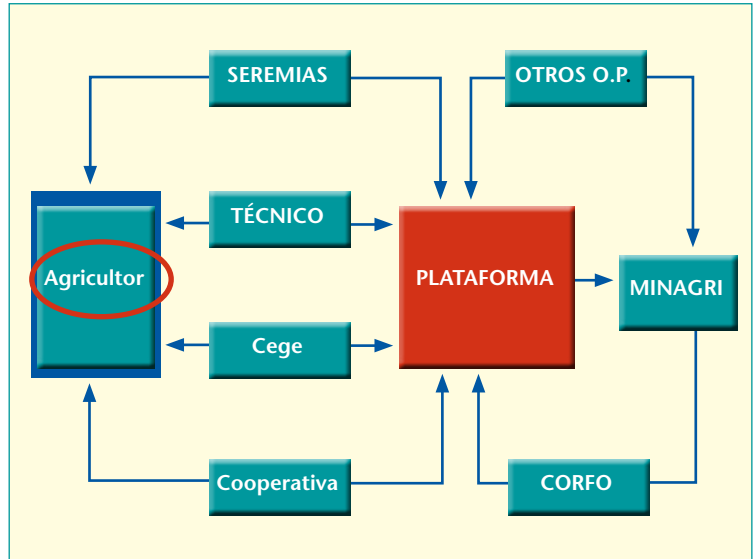 SEREMIAS
OTROS O.P.
TÉCNICO
Agricultor
PLATAFORMA
MINAGRI
Cege
Cooperativa
CORFO